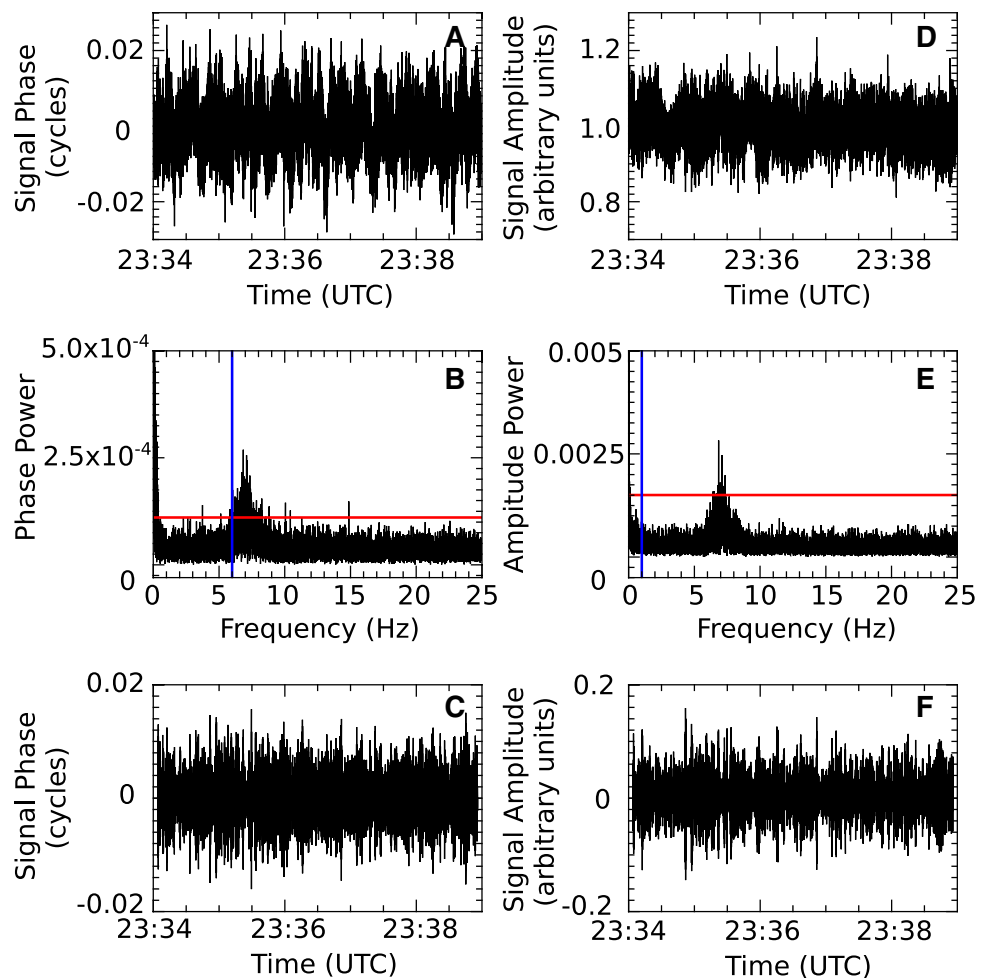 Signal Phase
(cycles)
0.02
0
-0.02
A
23:34 23:36 23:38
Time (UTC)
Signal Amplitude
(arbitrary units)
1.2
1.0
0.8
D
23:34 23:36 23:38
Time (UTC)
Phase Power
5.0x10⁻⁴
2.5x10⁻⁴
0
B
0 5 10 15 20 25
Frequency (Hz)
Ampitude Power
0.005
0.0025
0
E
0 5 10 15 20 25
Frequency (Hz)
Signal Phase
(cycles)
0.02
0
-0.02
C
23:34 23:36 23:38
Time (UTC)
Signal Amplitude
(arbitrary units)
0.2
0
-0.2
F
23:34 23:36 23:38
Time (UTC)